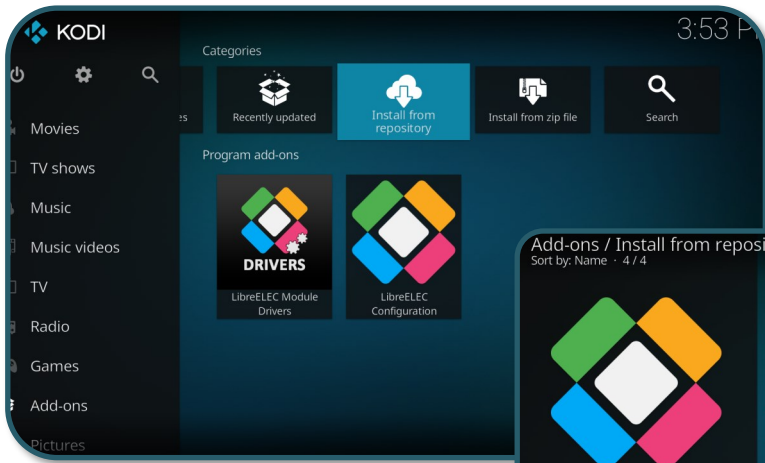 KODI
3:53 P
Categories
es
Recently updated
Install from
repository
Install from zip file
Search
Movies
TV shows
Music
Music videos
TV
Radio
Games
Add-ons
Pictures
Program add-ons
DRIVERS
LibreELEC Module
Drivers
LibreELEC
Configuration
Add-ons / Install from reposi
Sort by: Name · 4 / 4